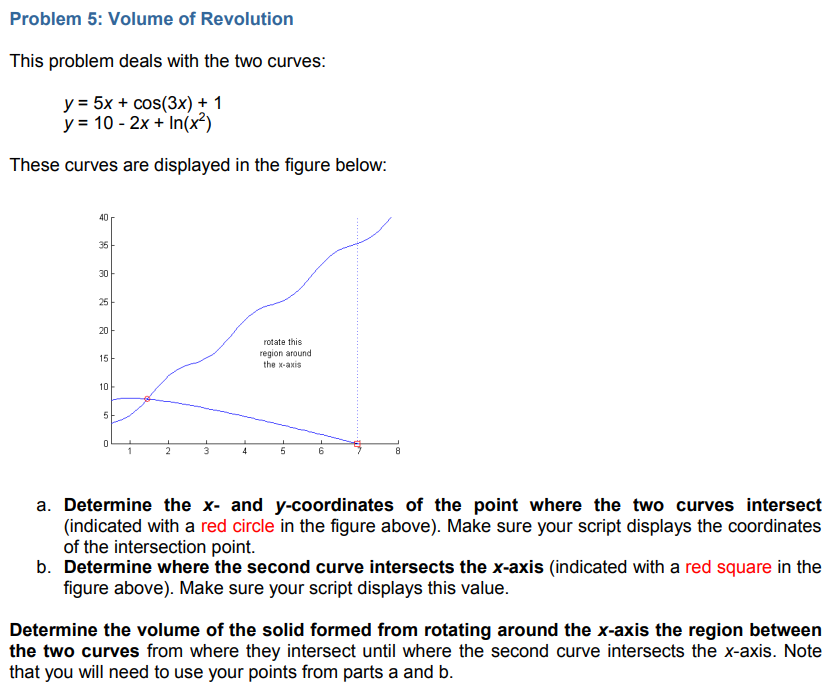 Problem 5: Volume of Revolution
This problem deals with the two curves:
y = 5x + cos(3x) + 1
y = 10 - 2x + ln(x²)
These curves are displayed in the figure below:
40
35
30
25
20
15
10
5
0
rotate this
region around
the x-axis
1 2 3 4 5 6 7 8
a. Determine the x- and y-coordinates of the point where the two curves intersect
(indicated with a red circle in the figure above). Make sure your script displays the coordinates
of the intersection point.
b. Determine where the second curve intersects the x-axis (indicated with a red square in the
figure above). Make sure your script displays this value.
Determine the volume of the solid formed from rotating around the x-axis the region between
the two curves from where they intersect until where the second curve intersects the x-axis. Note
that you will need to use your points from parts a and b.